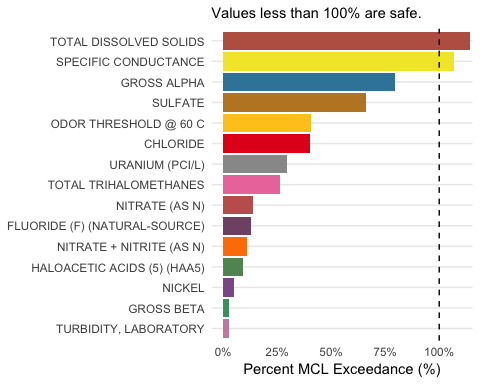 Values less than 100% are safe.
TOTAL DISSOLVED SOLIDS
SPECIFIC CONDUCTANCE
GROSS ALPHA
SULFATE
ODOR THRESHOLD @ 60 C
CHLORIDE
URANIUM (PCI/L)
TOTAL TRIHALOMETHANES
NITRATE (AS N)
FLUORIDE (F) (NATURAL-SOURCE)
NITRATE + NITRITE (AS N)
HALOACETIC ACIDS (5) (HAA5)
NICKEL
GROSS BETA
TURBIDITY, LABORATORY
0% 25% 50% 75% 100%
Percent MCL Exceedance (%)